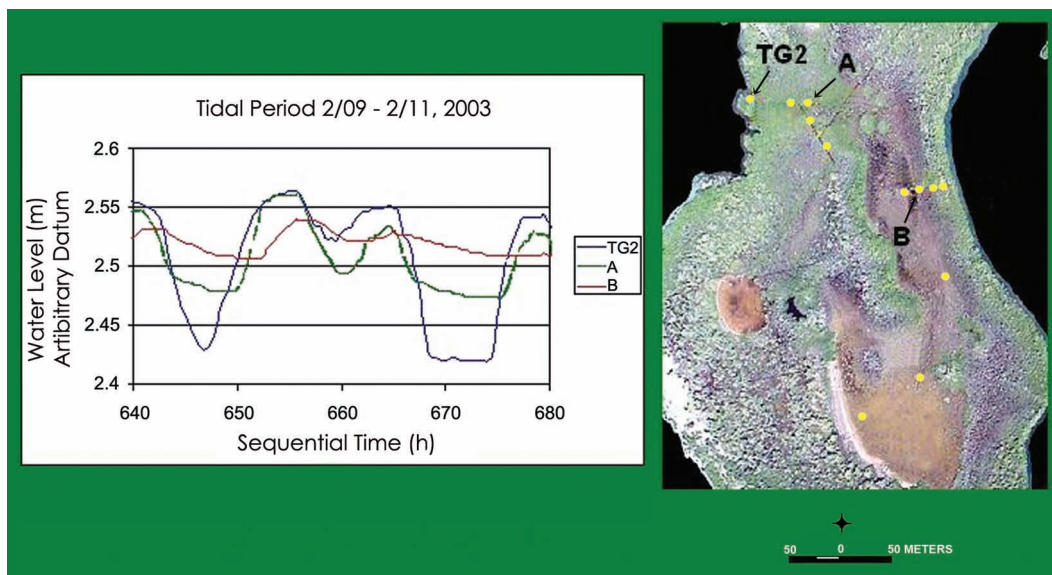 Tidal Period 2/09 - 2/11, 2003
Water Level (m)
Artibitrany Datum
2.6
2.55
2.5
2.45
2.4
640 650 660 670 680
Sequential Time (h)
TG2
A
B
TG2
A
B
50 0 50 METERS